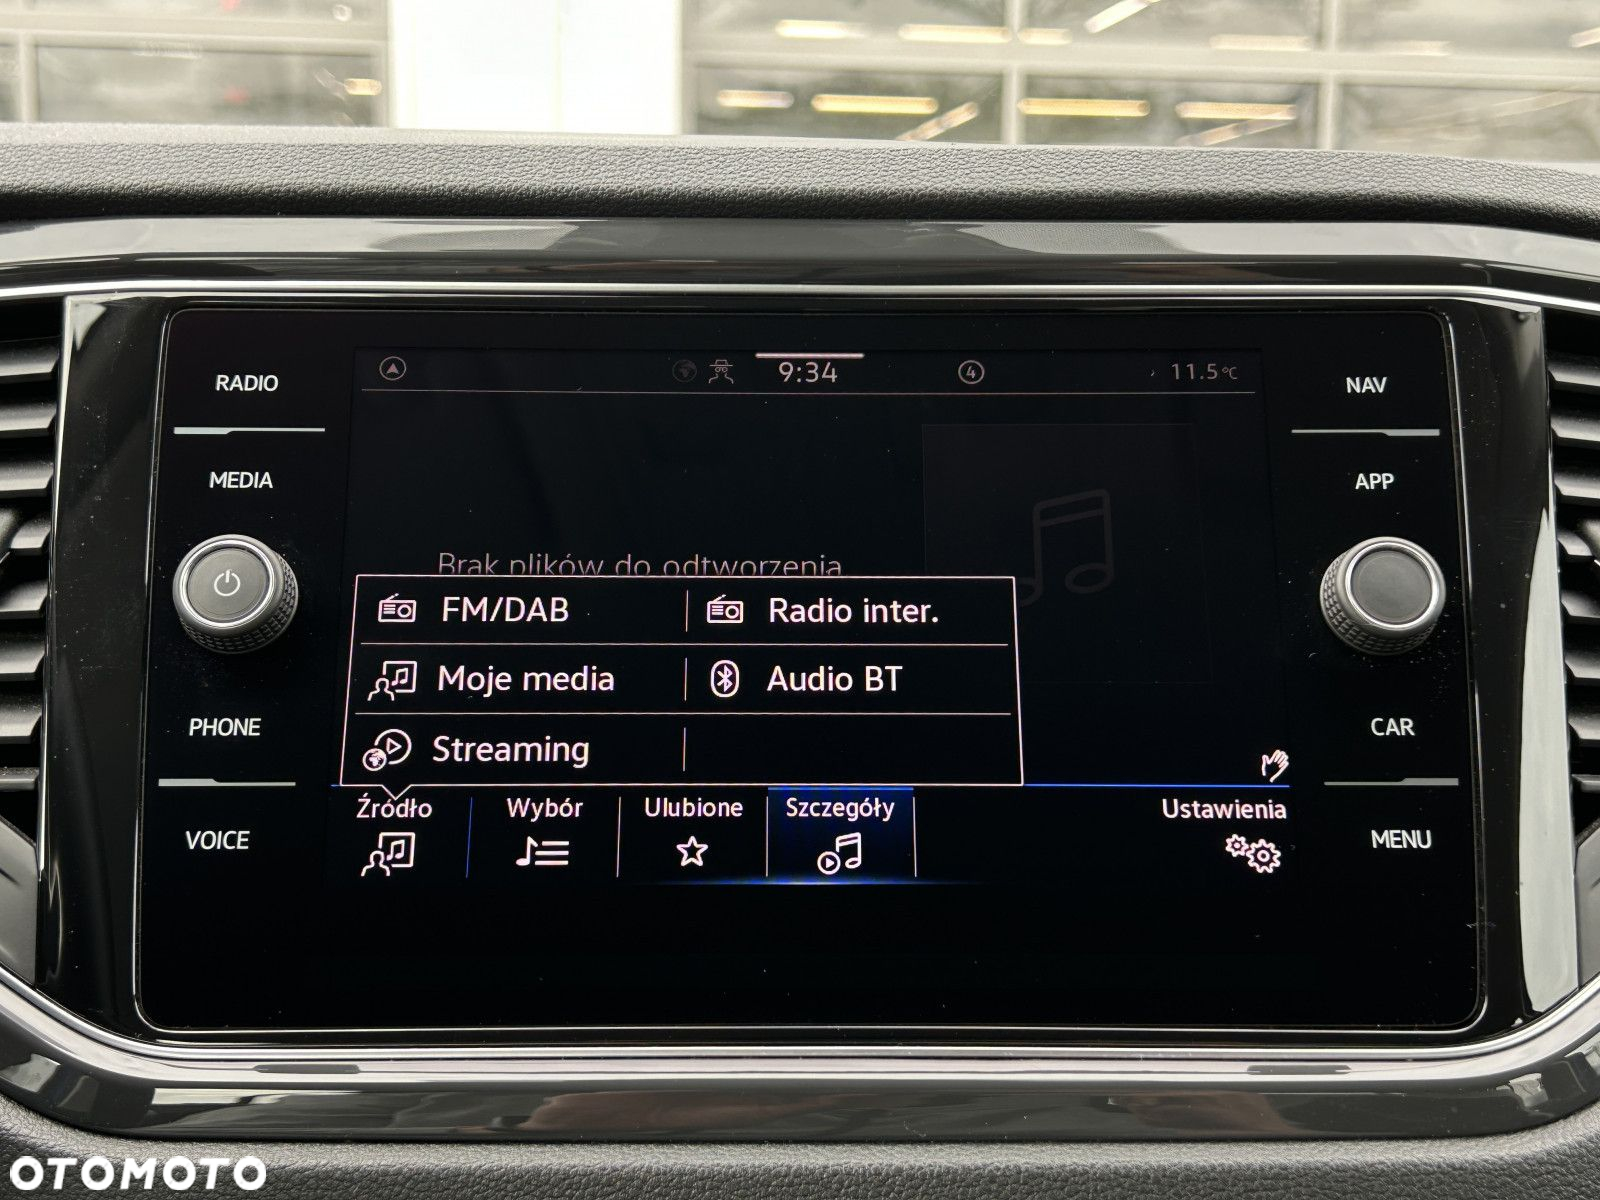 RADIO
MEDIA
PHONE
VOICE
9:34
4
11.5°C
Brak plików do odtworzenia
FM/DAB
Radio inter.
Moje media
Audio BT
Streaming
Źródło
Wybór
Ulubione
Szczegóły
Ustawienia
NAV
APP
CAR
MENU
OTOMOTO